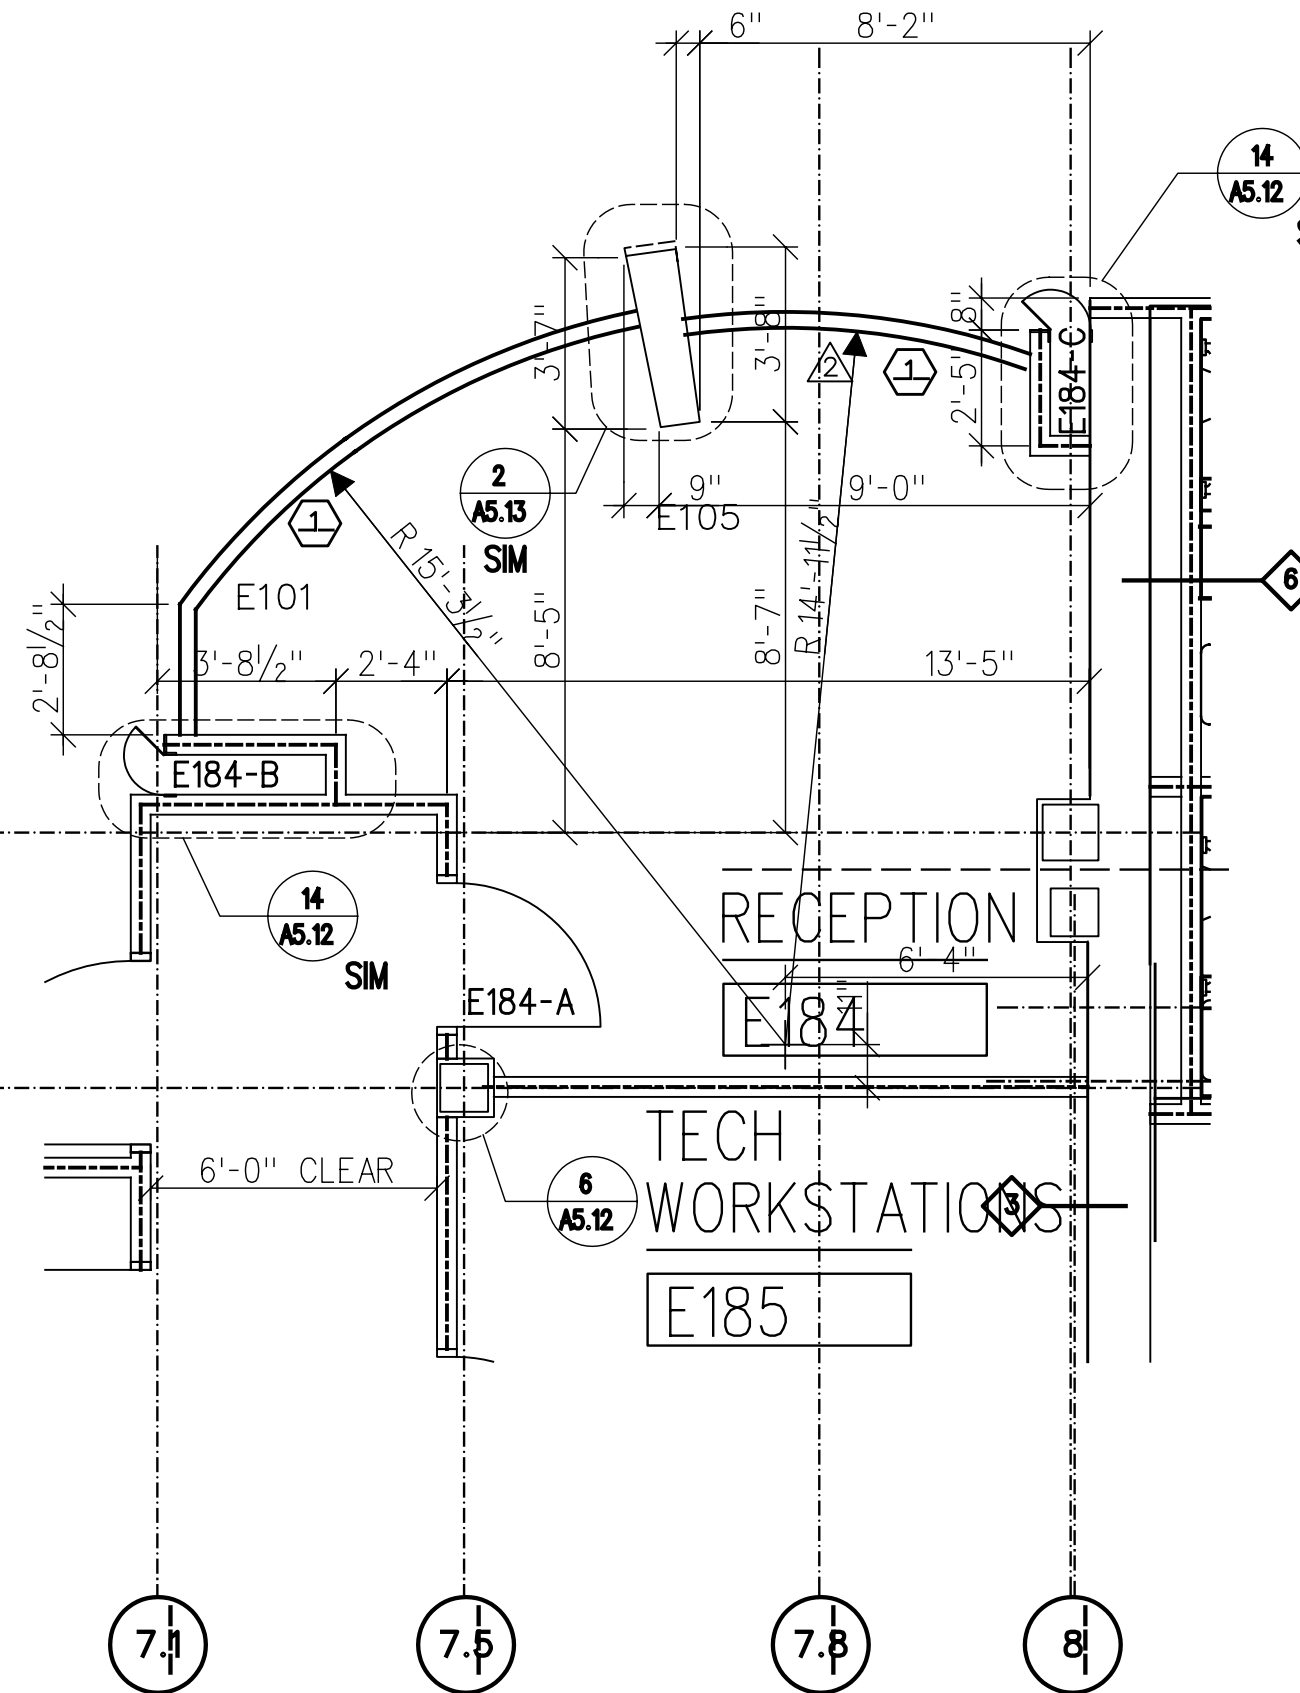 6" 8'-2"
14
A5.12
3'-7"
3'-8"
8"
2'-5"
E184-C
2
1
2
A5.13
SIM
9" 9'-0"
E105
1
R 15'-3 1/2"
R 14'-11 1/2"
6
E101
2'-8 1/2"
8'-5"
8'-7"
3'-8 1/2" 2'-4" 13'-5"
E184-B
14
A5.12
SIM
RECEPTION
6'-4"
E184-A
E184
TECH
WORKSTATIONS
6'-0" CLEAR
6
A5.12
3
E185
7.1 7.5 7.8 8